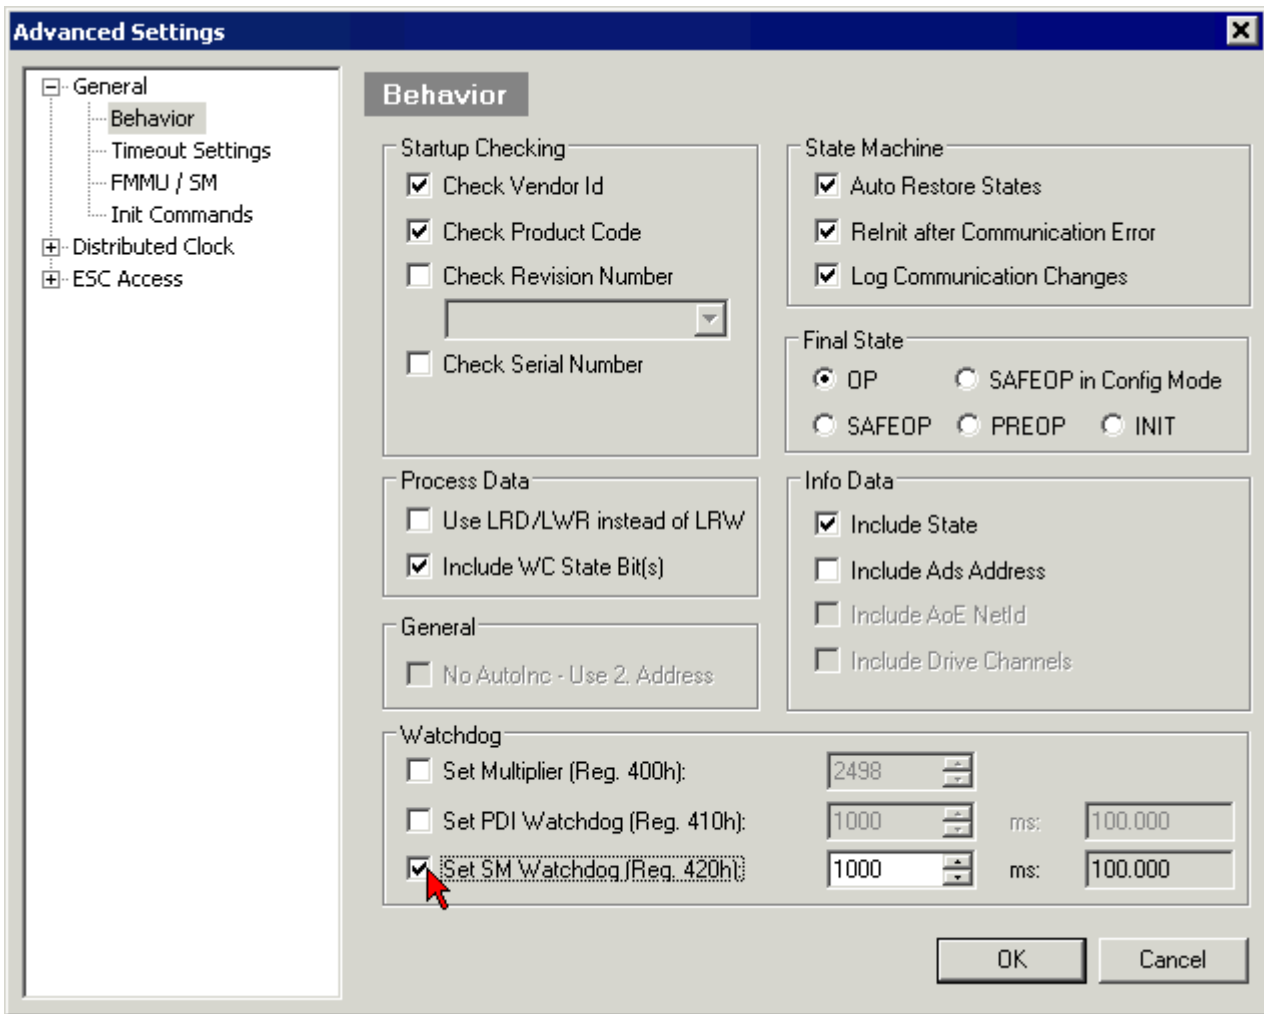 Advanced Settings
General
Behavior
Timeout Settings
FMMU / SM
Init Commands
Distributed Clock
ESC Access
Behavior
Startup Checking
Check Vendor Id
Check Product Code
Check Revision Number
Check Serial Number
State Machine
Auto Restore States
ReInit after Communication Error
Log Communication Changes
Final State
OP SAFEOP in Config Mode
SAFEOP PREOP INIT
Process Data
Use LRD/LWR instead of LRW
Include WC State Bit(s)
General
No AutoInc - Use 2. Address
Info Data
Include State
Include Ads Address
Include AoE NetId
Include Drive Channels
Watchdog
Set Multiplier (Reg. 400h): 2498
Set PDI Watchdog (Reg. 410h): 1000 ms: 100.000
Set SM Watchdog (Reg. 420h): 1000 ms: 100.000
OK Cancel